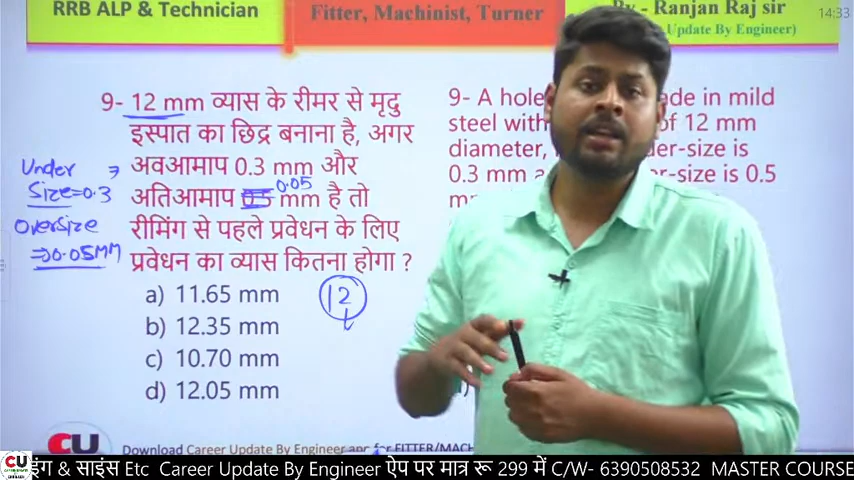 RRB ALP & Technician
Fitter, Machinist, Turner
By - Ranjan Raj sir
Update By Engineer)
14:33
9- 12 mm व्यास के रीमर से मृदु
इस्पात का छिद्र बनाना है, अगर
अवआमाप 0.3 mm और
अतिआमाप 0.5 0.05 mm है तो
रीमिंग से पहले प्रवेधन के लिए
प्रवेधन का व्यास कितना होगा ?
a) 11.65 mm
b) 12.35 mm
c) 10.70 mm
d) 12.05 mm
Under
Size=0.3
Oversize
=>0.05MM
12
9- A hole ade in mild
steel with of 12 mm
diameter, der-size is
0.3 mm er-size is 0.5
CU
Download Career Update By Engineer app for FITTER/MACH
CU
इंग & साइंस Etc Career Update By Engineer ऐप पर मात्र रू 299 में C/W- 6390508532 MASTER COURSE